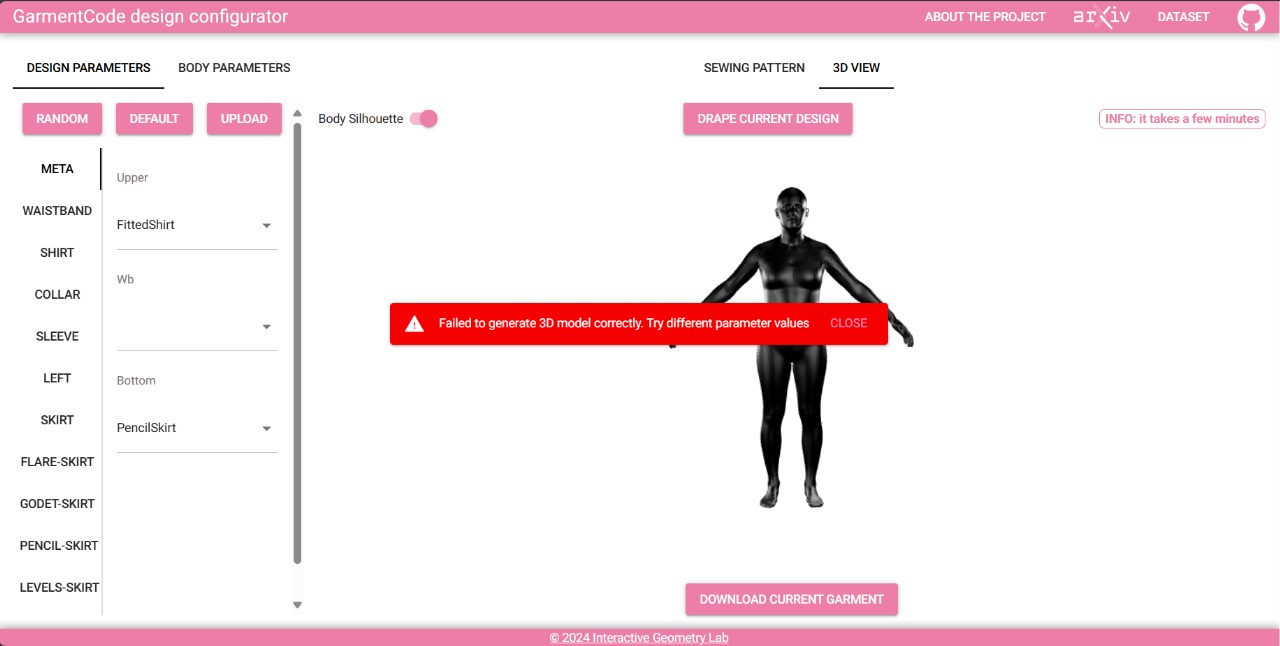 GarmentCode design configurator
ABOUT THE PROJECT
arXiv
DATASET
DESIGN PARAMETERS
BODY PARAMETERS
SEWING PATTERN
3D VIEW
RANDOM
DEFAULT
UPLOAD
Body Silhouette
DRAPE CURRENT DESIGN
INFO: it takes a few minutes
META
WAISTBAND
SHIRT
COLLAR
SLEEVE
LEFT
SKIRT
FLARE-SKIRT
GODET-SKIRT
PENCIL-SKIRT
LEVELS-SKIRT
Upper
FittedShirt
Wb
Bottom
PencilSkirt
Failed to generate 3D model correctly. Try different parameter values
CLOSE
DOWNLOAD CURRENT GARMENT
© 2024 Interactive Geometry Lab